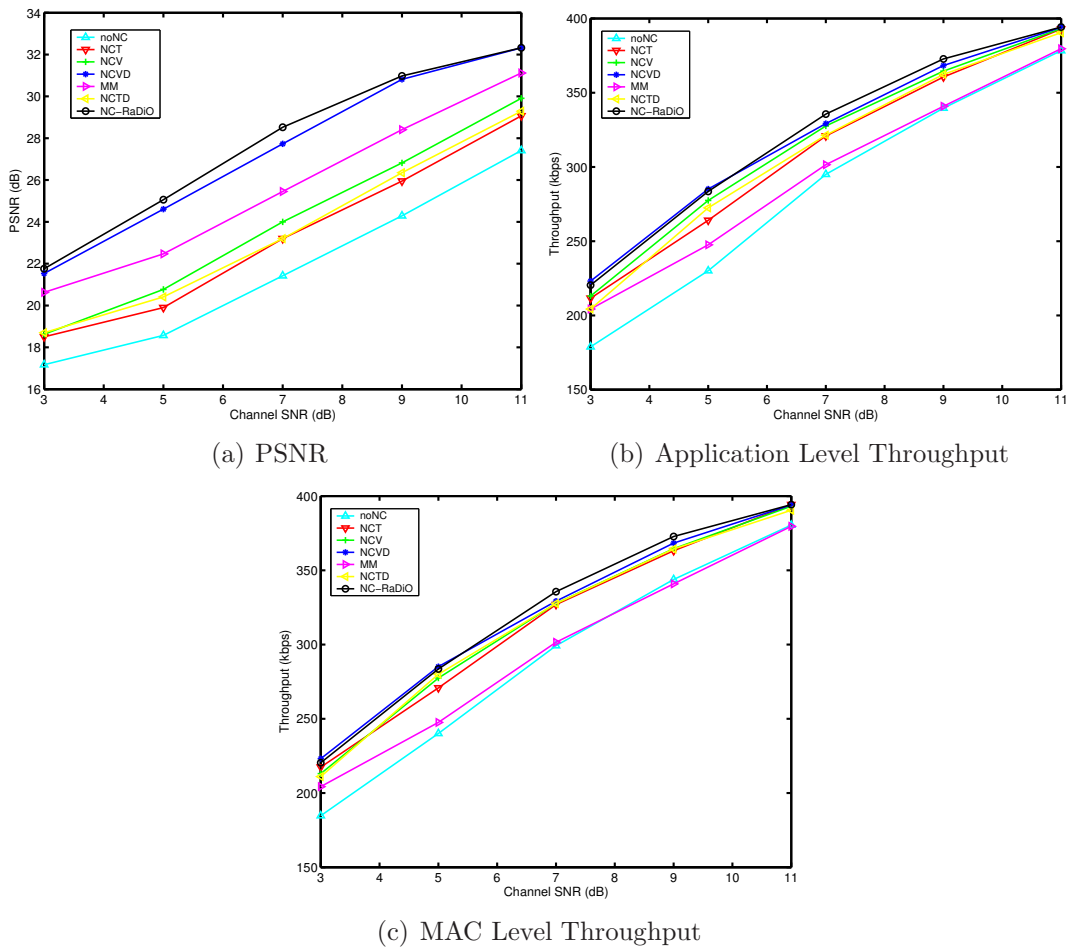 34
32
30
28
26
24
22
20
18
16
PSNR (dB)
noNC
NCT
NCV
NCVD
MM
NCTD
NC-RaDiO
3 4 5 6 7 8 9 10 11
Channel SNR (dB)
(a) PSNR
400
350
300
250
200
150
Throughput (kbps)
noNC
NCT
NCV
NCVD
MM
NCTD
NC-RaDiO
3 4 5 6 7 8 9 10 11
Channel SNR (dB)
(b) Application Level Throughput
400
350
300
250
200
150
Throughput (kbps)
noNC
NCT
NCV
NCVD
MM
NCTD
NC-RaDiO
3 4 5 6 7 8 9 10 11
Channel SNR (dB)
(c) MAC Level Throughput